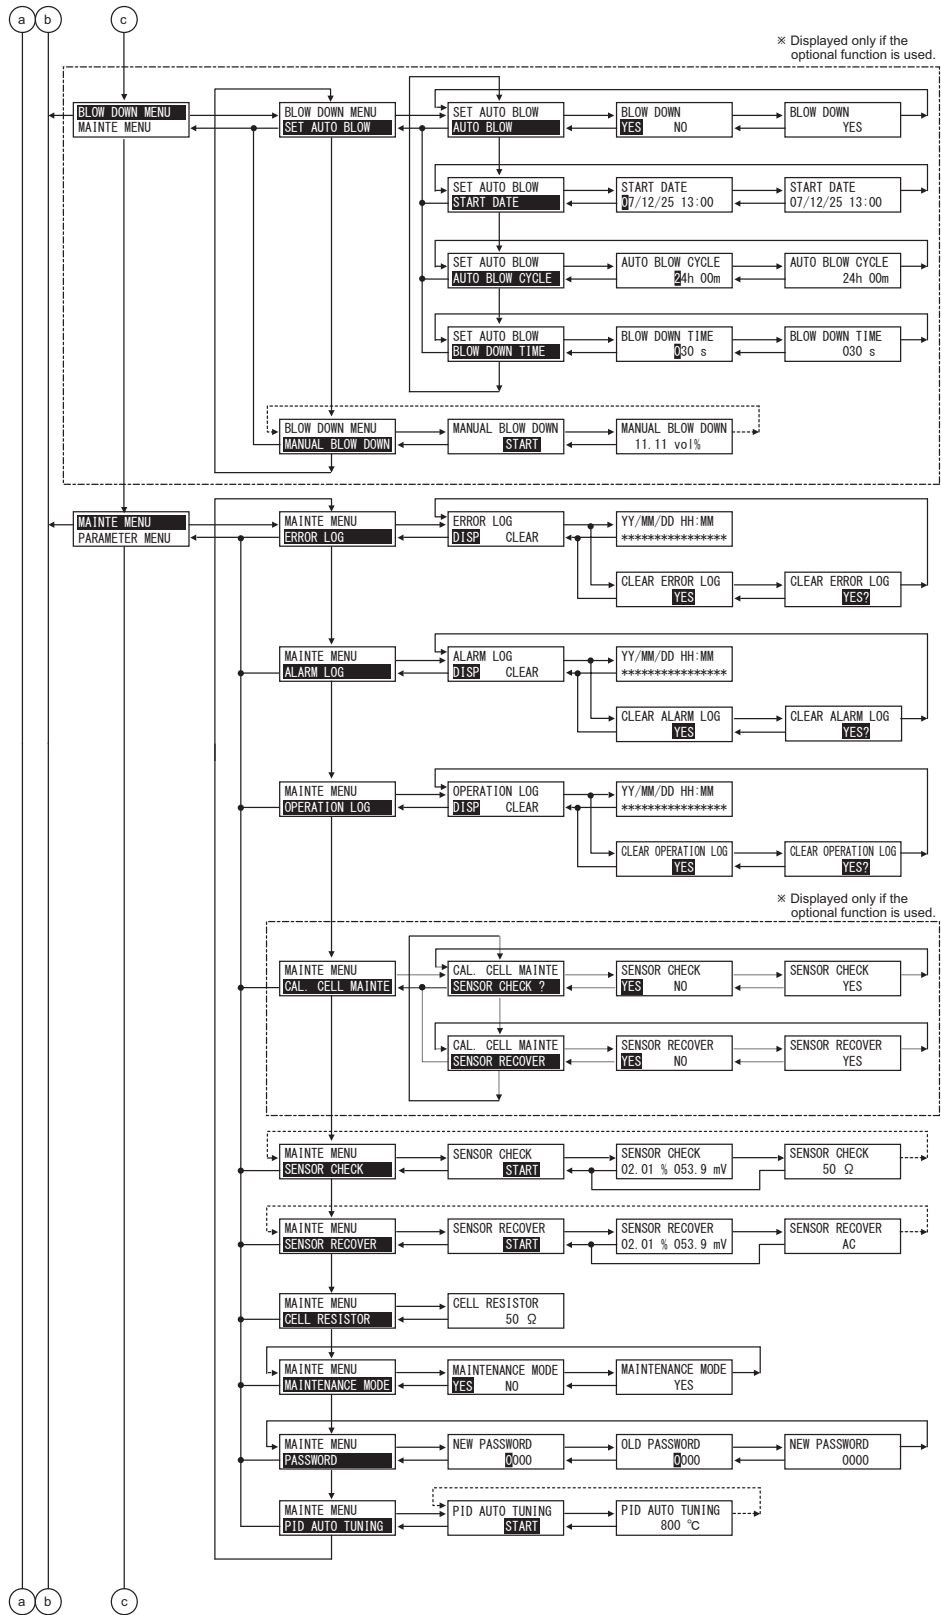 a b c
※ Displayed only if the
optional function is used.
BLOW DOWN MENU
MAINTE MENU
BLOW DOWN MENU
SET AUTO BLOW
SET AUTO BLOW
AUTO BLOW
BLOW DOWN
YES NO
BLOW DOWN
YES
SET AUTO BLOW
START DATE
START DATE
07/12/25 13:00
START DATE
07/12/25 13:00
SET AUTO BLOW
AUTO BLOW CYCLE
AUTO BLOW CYCLE
24h 00m
AUTO BLOW CYCLE
24h 00m
SET AUTO BLOW
BLOW DOWN TIME
BLOW DOWN TIME
030 s
BLOW DOWN TIME
030 s
BLOW DOWN MENU
MANUAL BLOW DOWN
MANUAL BLOW DOWN
START
MANUAL BLOW DOWN
11.11 vol%
MAINTE MENU
PARAMETER MENU
MAINTE MENU
ERROR LOG
ERROR LOG
DISP CLEAR
YY/MM/DD HH:MM
****************
CLEAR ERROR LOG
YES
CLEAR ERROR LOG
YES?
MAINTE MENU
ALARM LOG
ALARM LOG
DISP CLEAR
YY/MM/DD HH:MM
****************
CLEAR ALARM LOG
YES
CLEAR ALARM LOG
YES?
MAINTE MENU
OPERATION LOG
OPERATION LOG
DISP CLEAR
YY/MM/DD HH:MM
****************
CLEAR OPERATION LOG
YES
CLEAR OPERATION LOG
YES?
※ Displayed only if the
optional function is used.
MAINTE MENU
CAL. CELL MAINTE
CAL. CELL MAINTE
SENSOR CHECK ?
SENSOR CHECK
YES NO
SENSOR CHECK
YES
CAL. CELL MAINTE
SENSOR RECOVER
SENSOR RECOVER
YES NO
SENSOR RECOVER
YES
MAINTE MENU
SENSOR CHECK
SENSOR CHECK
START
SENSOR CHECK
02.01 % 053.9 mV
SENSOR CHECK
50 Ω
MAINTE MENU
SENSOR RECOVER
SENSOR RECOVER
START
SENSOR RECOVER
02.01 % 053.9 mV
SENSOR RECOVER
AC
MAINTE MENU
CELL RESISTOR
CELL RESISTOR
50 Ω
MAINTE MENU
MAINTENANCE MODE
MAINTENANCE MODE
YES NO
MAINTENANCE MODE
YES
MAINTE MENU
PASSWORD
NEW PASSWORD
0000
OLD PASSWORD
0000
NEW PASSWORD
0000
MAINTE MENU
PID AUTO TUNING
PID AUTO TUNING
START
PID AUTO TUNING
800 °C
a b c